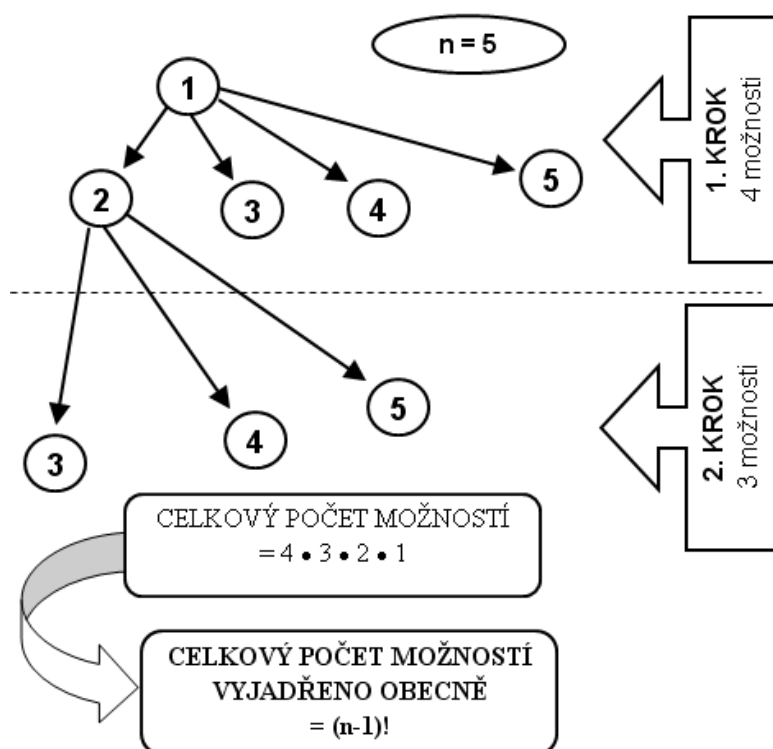 n = 5
1
1. KROK
4 možnosti
2
3
4
5
2. KROK
3 možnosti
3
4
5
CELKOVÝ POČET MOŽNOSTÍ
= 4 • 3 • 2 • 1
CELKOVÝ POČET MOŽNOSTÍ
VYJADŘENO OBECNĚ
= (n-1)!